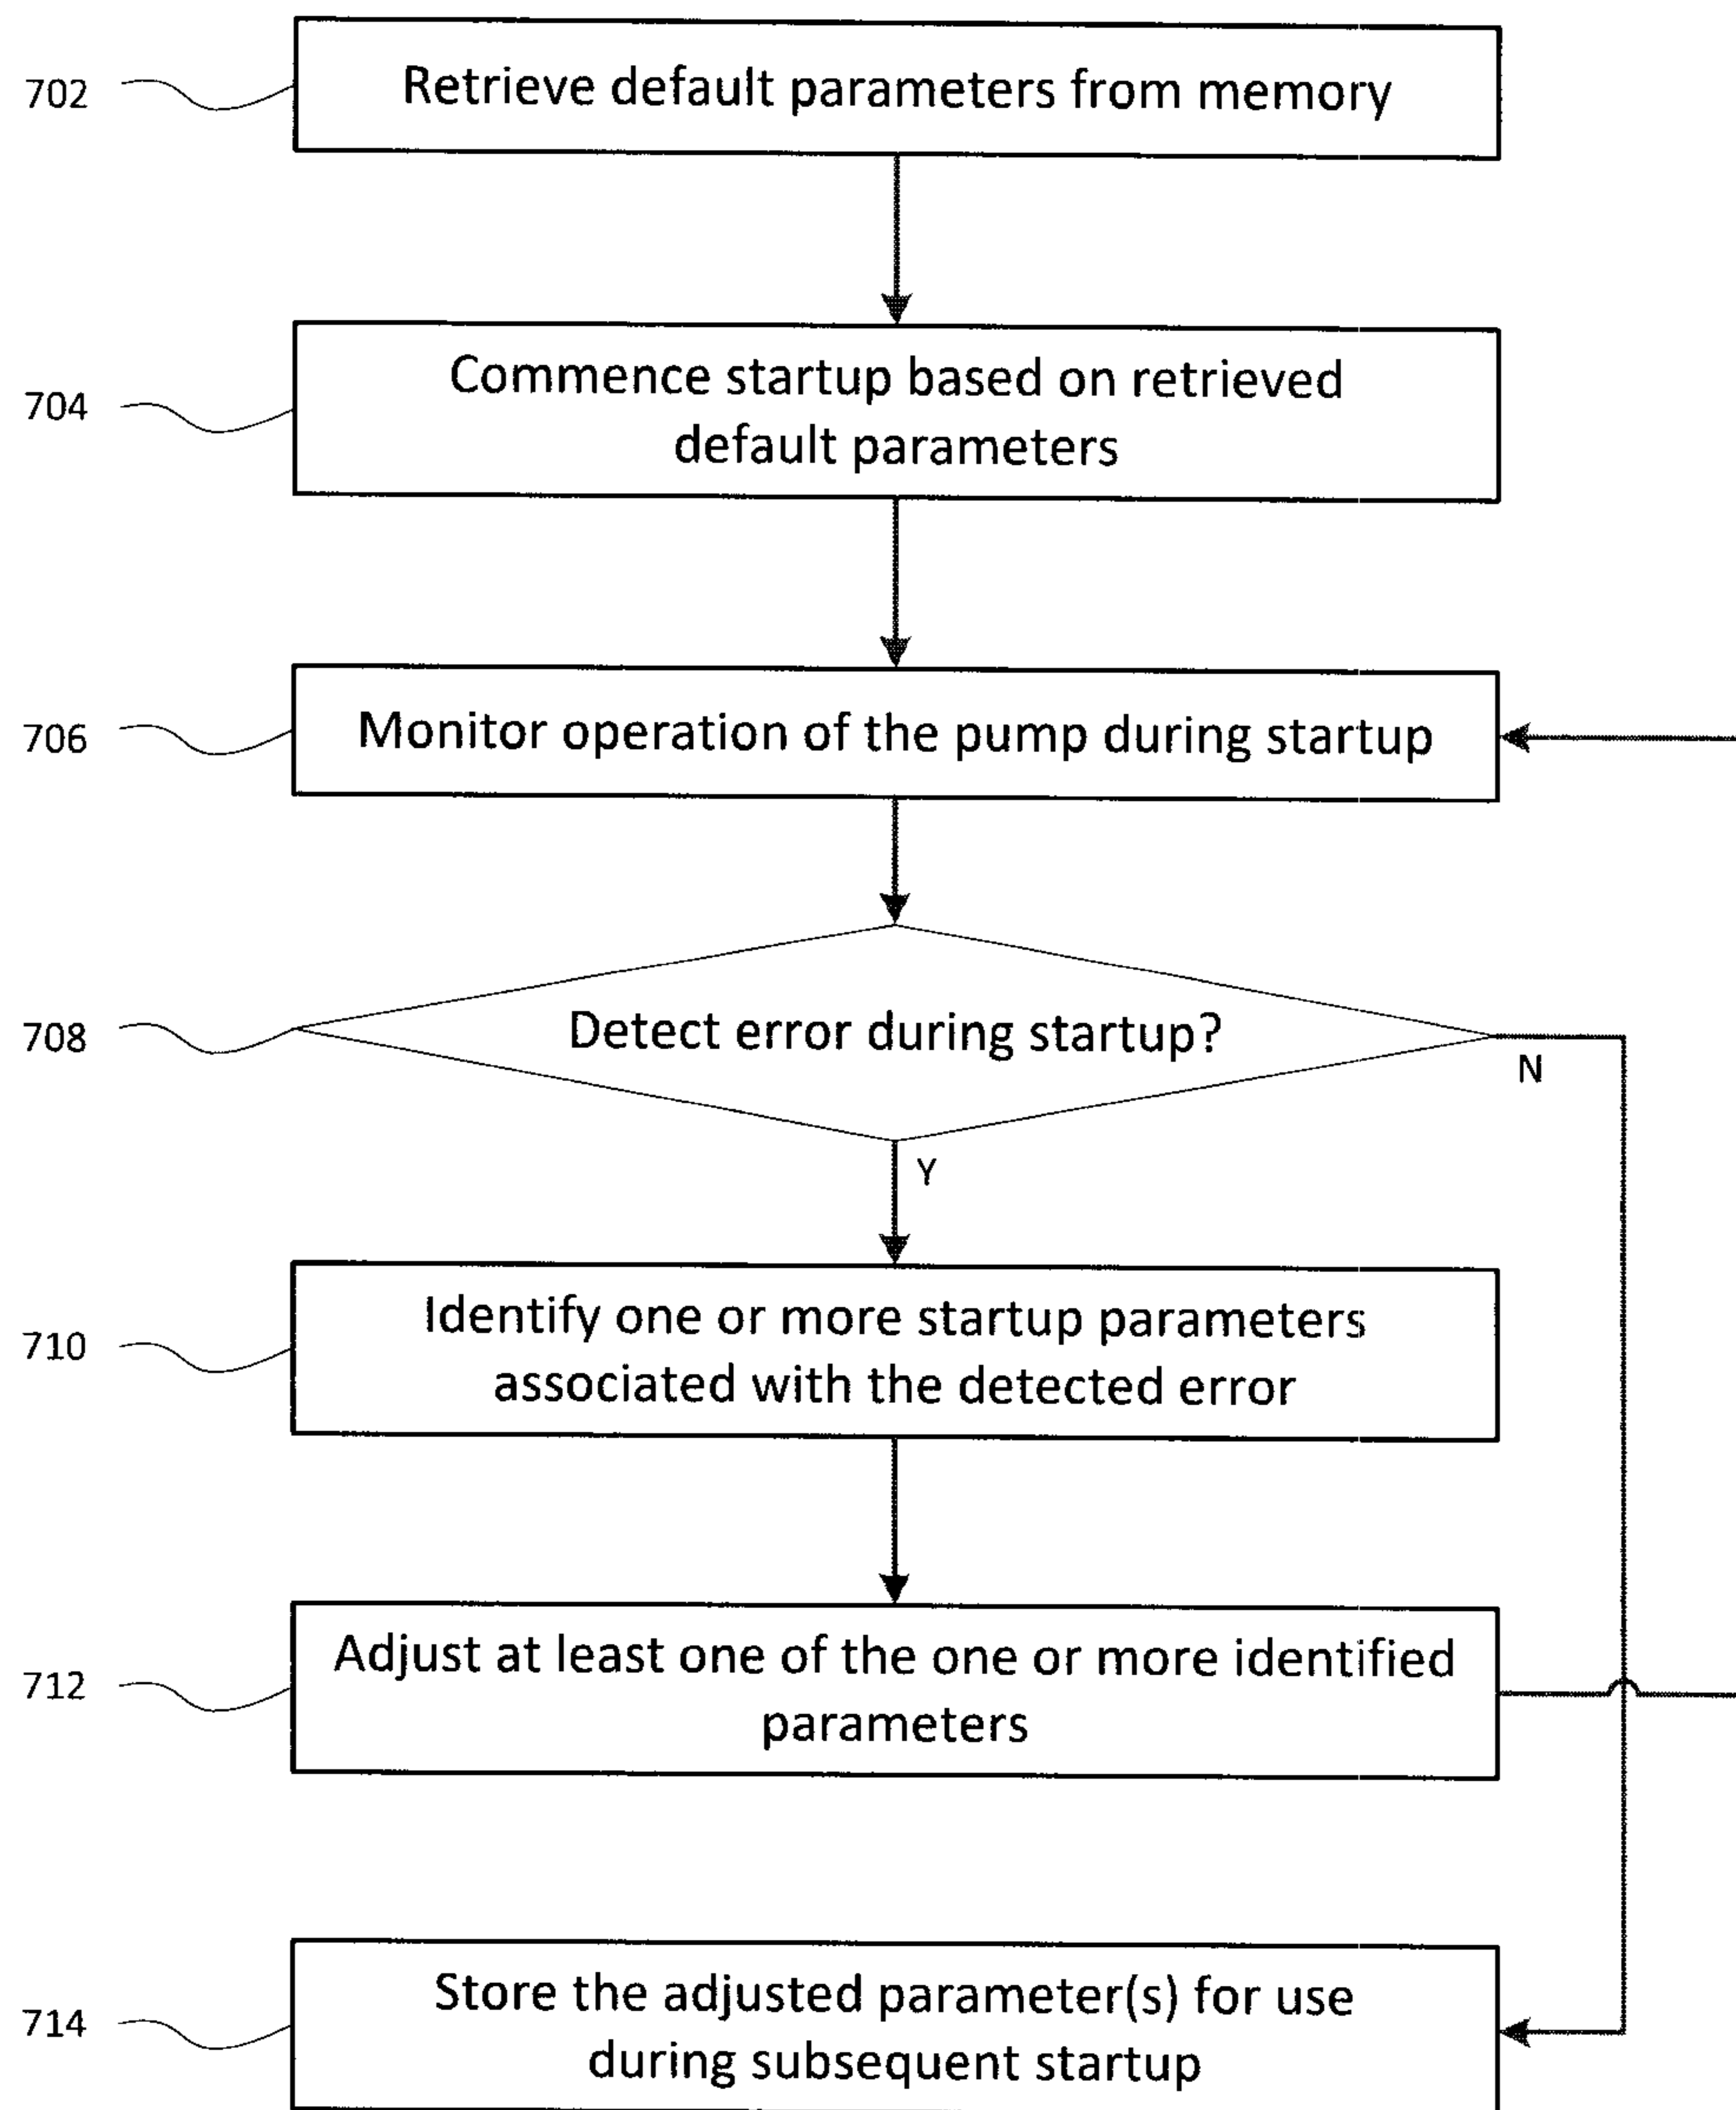 702
Retrieve default parameters from memory
704
Commence startup based on retrieved
default parameters
706
Monitor operation of the pump during startup
708
Detect error during startup?
N
Y
710
Identify one or more startup parameters
associated with the detected error
712
Adjust at least one of the one or more identified
parameters
714
Store the adjusted parameter(s) for use
during subsequent startup